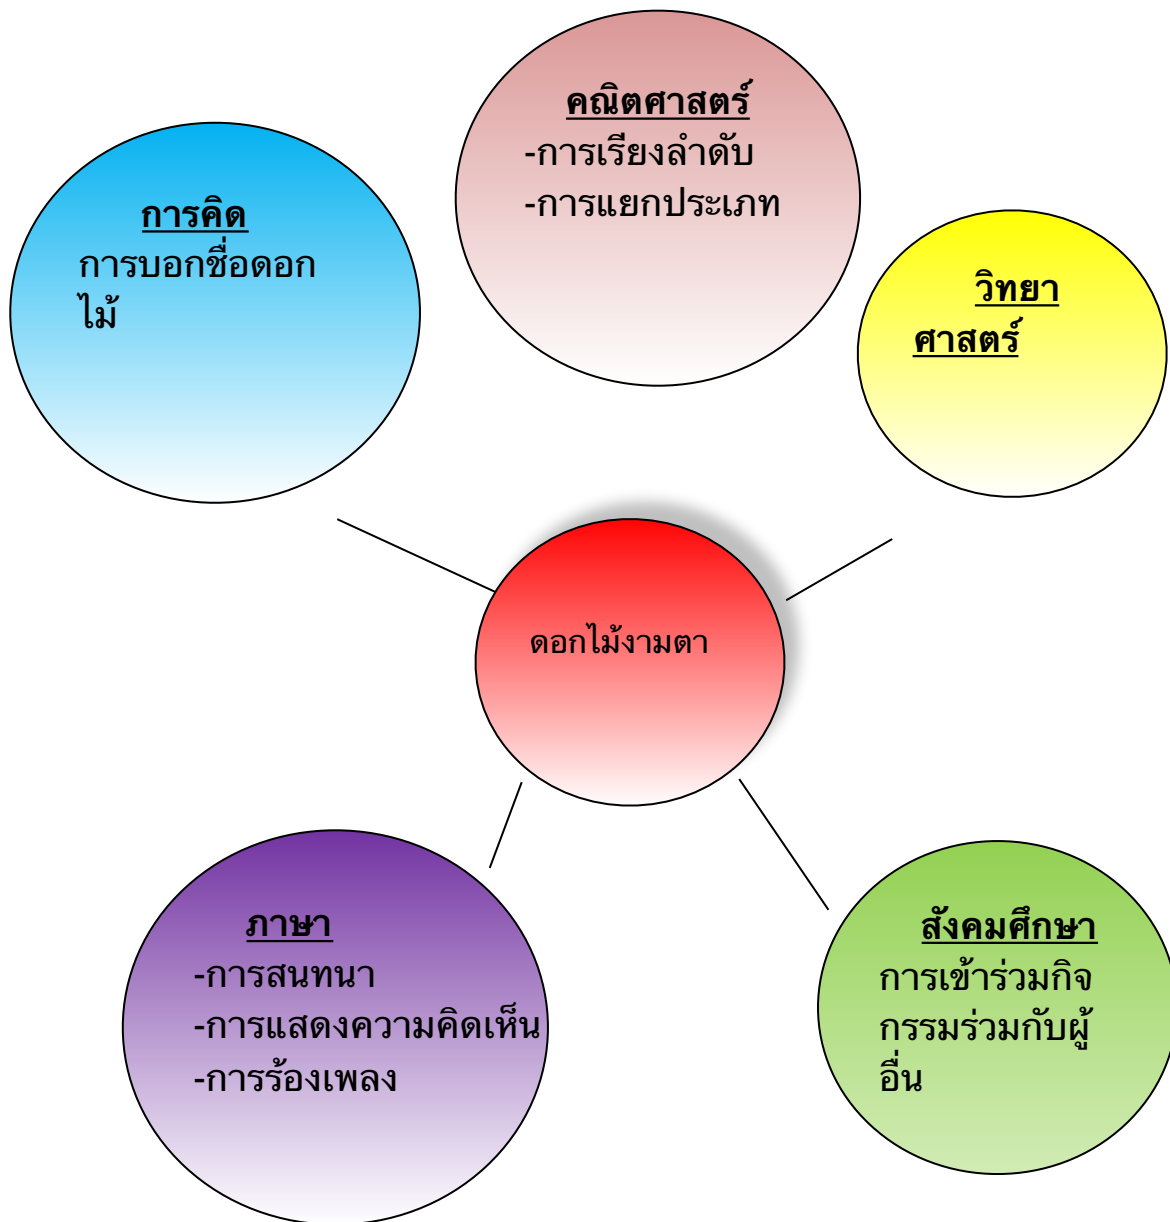 คณิตศาสตร์
-การเรียงลำดับ
-การแยกประเภท
การคิด
การบอกชื่อดอก
ไม้
วิทยา
ศาสตร์
ดอกไม้งามตา
ภาษา
-การสนทนา
-การแสดงความคิดเห็น
-การร้องเพลง
สังคมศึกษา
การเข้าร่วมกิจ
กรรมร่วมกับผู้
อื่น